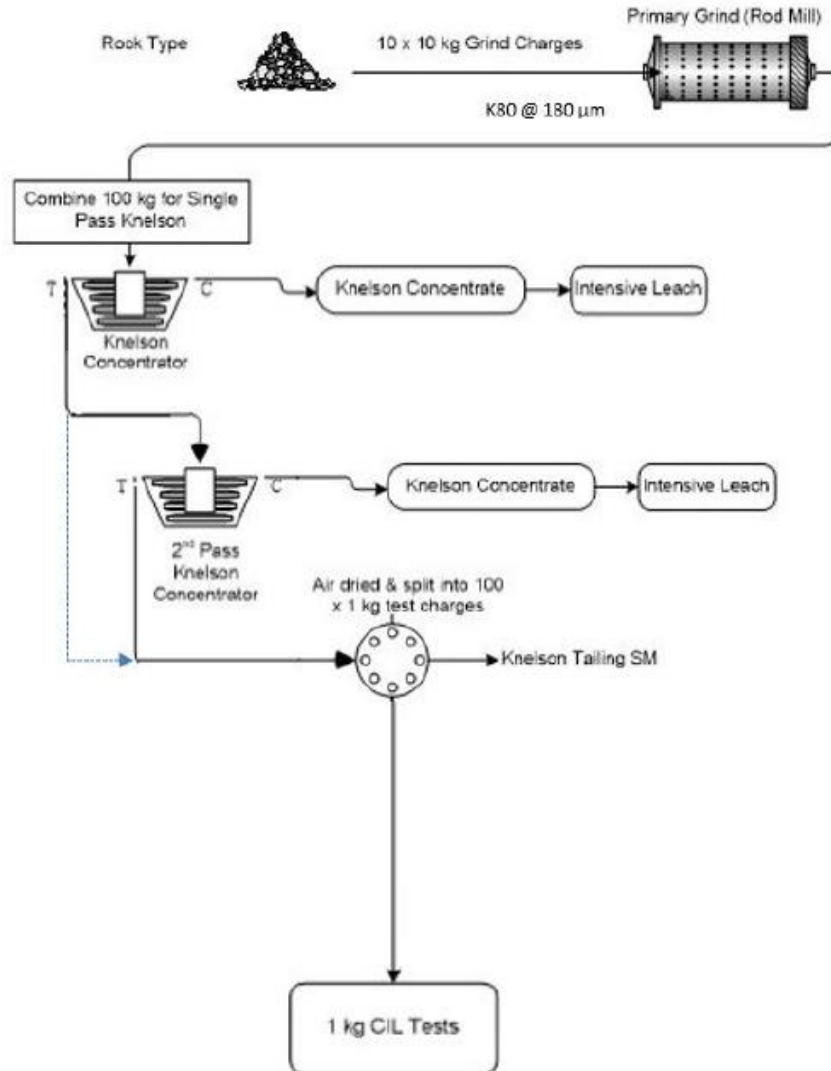 Primary Grind (Rod Mill)
Rock Type
10 x 10 kg Grind Charges
K80 @ 180 µm
Combine 100 kg for Single
Pass Knelson
T
C
Knelson Concentrate
Intensive Leach
Knelson
Concentrator
T
C
Knelson Concentrate
Intensive Leach
2nd Pass
Knelson
Concentrator
Air dried & split into 100
x 1 kg test charges
Knelson Tailing SM
1 kg CIL Tests